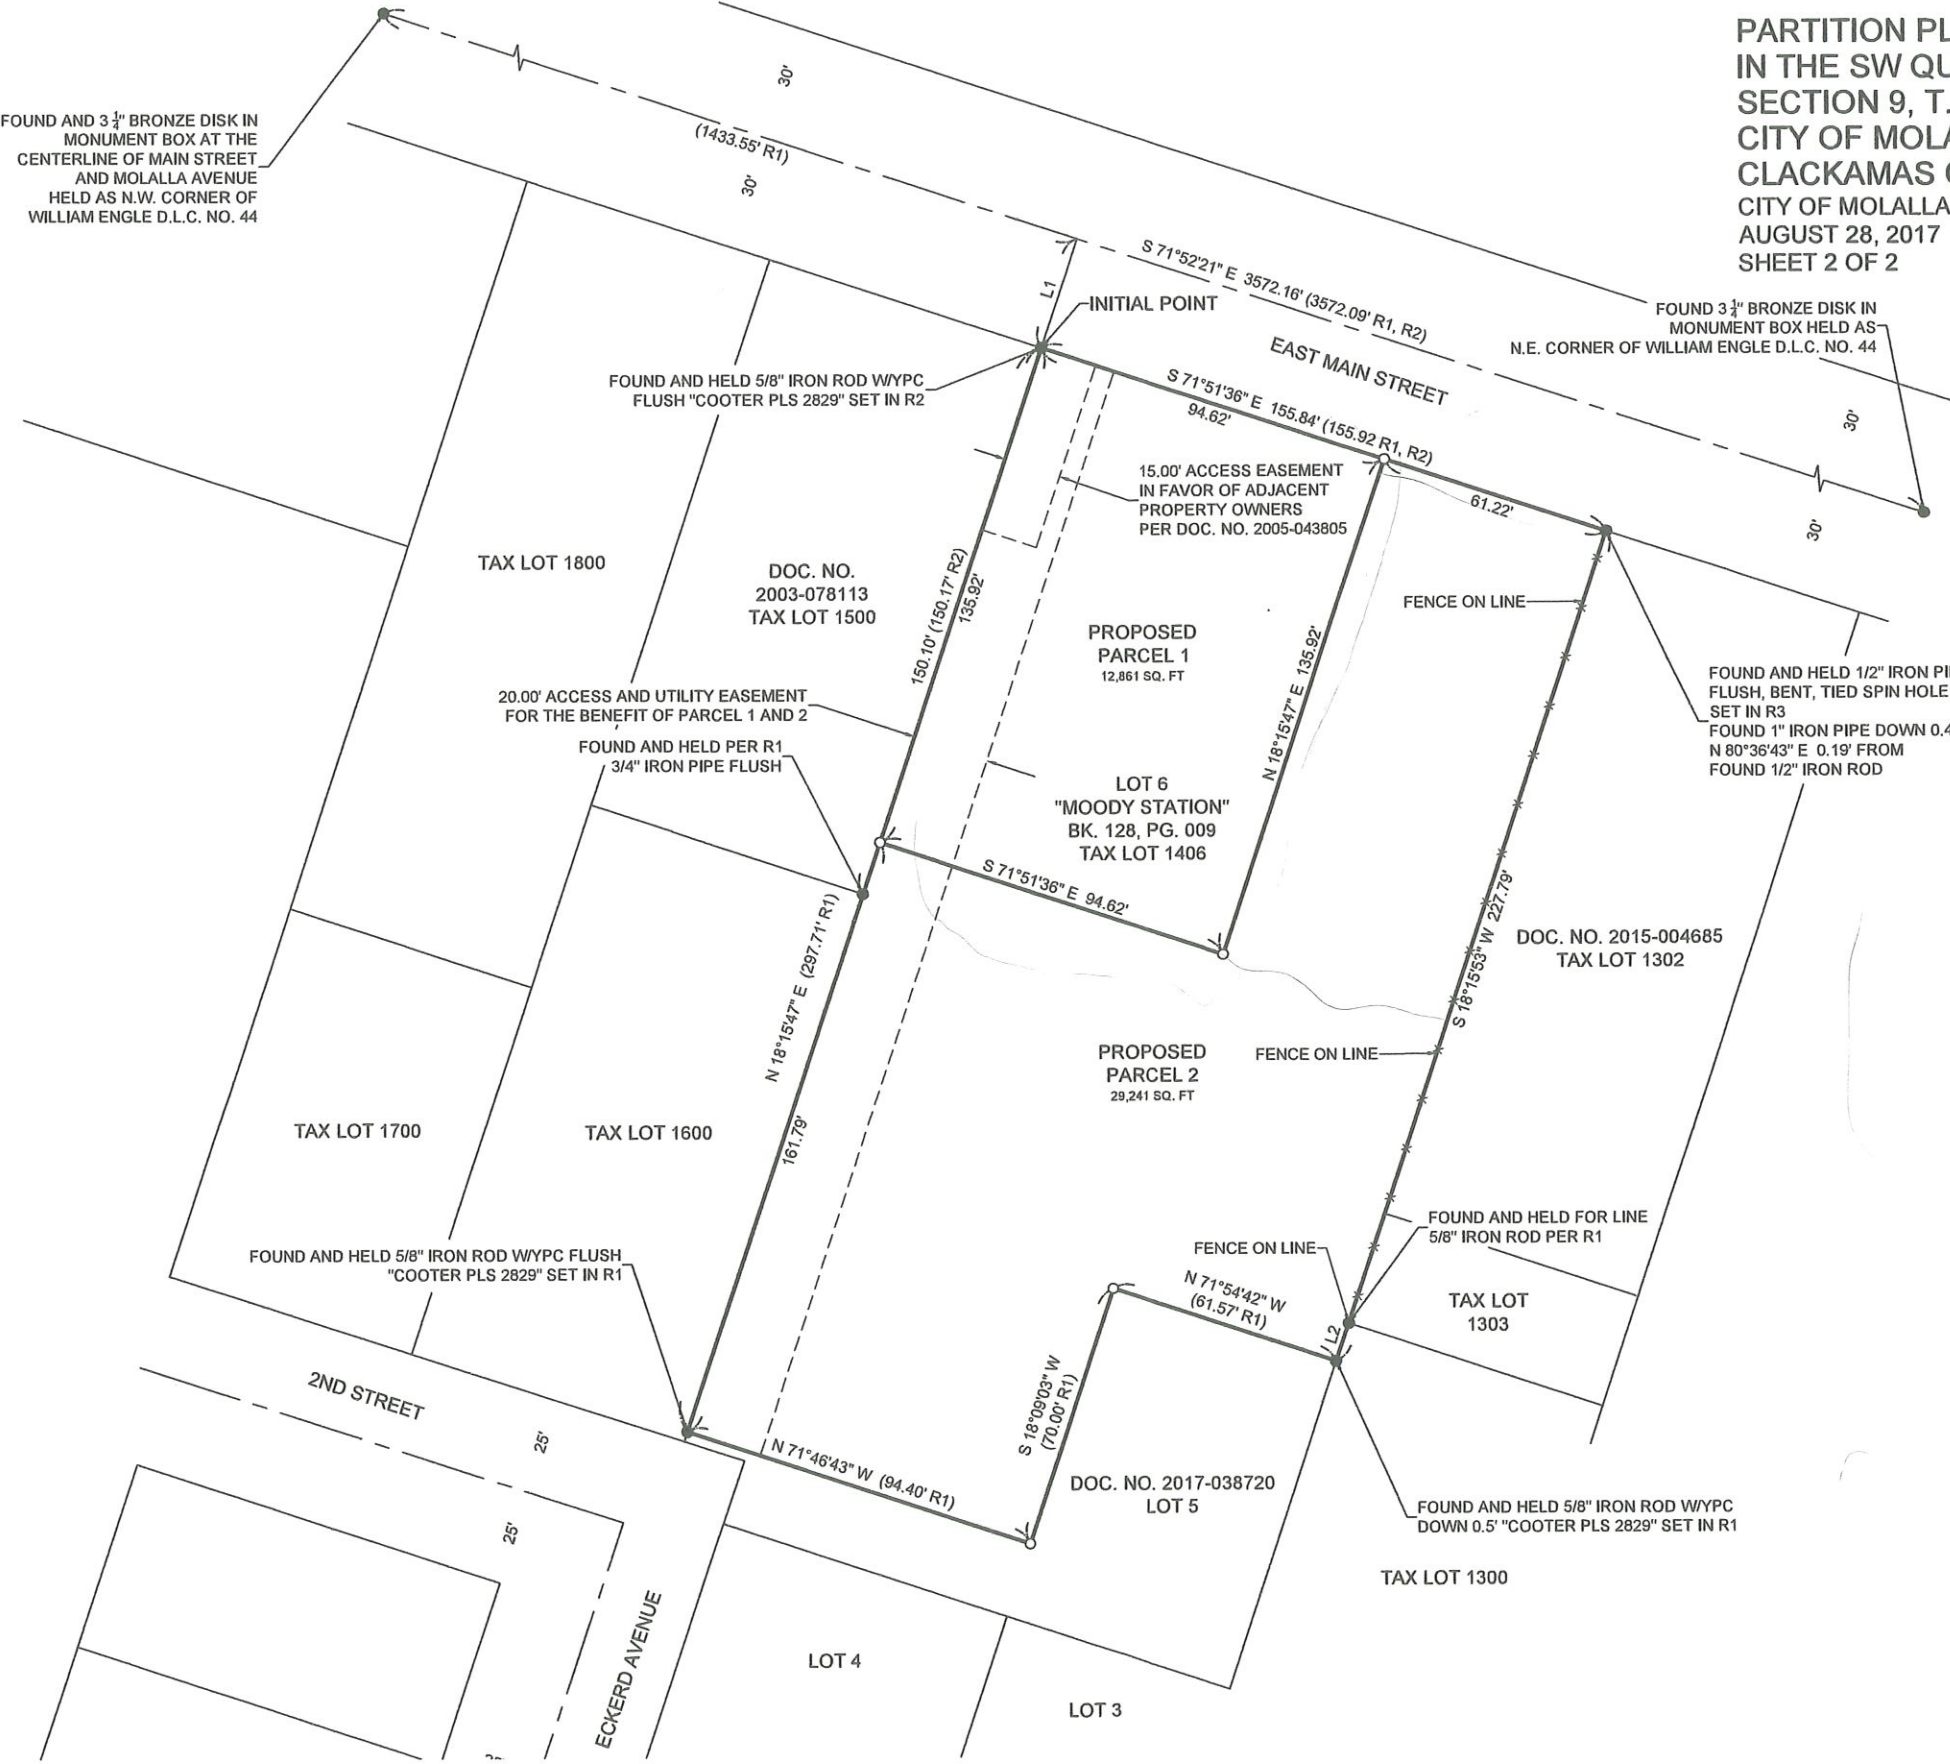 PARTITION PL
IN THE SW QU
SECTION 9, T.
CITY OF MOLA
CLACKAMAS
CITY OF MOLALLA
AUGUST 28, 2017
SHEET 2 OF 2
30'
FOUND AND 3 1/4" BRONZE DISK IN
MONUMENT BOX AT THE
CENTERLINE OF MAIN STREET
AND MOLALLA AVENUE
HELD AS N.W. CORNER OF
WILLIAM ENGLE D.L.C. NO. 44
(1433.55' R1)
30'
S 71°52'21" E 3572.16' (3572.09' R1, R2)
L1
INITIAL POINT
FOUND 3 1/4" BRONZE DISK IN
MONUMENT BOX HELD AS
N.E. CORNER OF WILLIAM ENGLE D.L.C. NO. 44
EAST MAIN STREET
FOUND AND HELD 5/8" IRON ROD W/YPC
FLUSH "COOTER PLS 2829" SET IN R2
S 71°51'36" E 155.84' (155.92 R1, R2)
94.62'
30'
15.00' ACCESS EASEMENT
IN FAVOR OF ADJACENT
PROPERTY OWNERS
PER DOC. NO. 2005-043805
61.22'
30'
TAX LOT 1800
DOC. NO.
2003-078113
TAX LOT 1500
150.10' (150.17' R2)
135.92'
FENCE ON LINE
PROPOSED
PARCEL 1
12,861 SQ. FT
N 18°15'47" E 135.92'
FOUND AND HELD 1/2" IRON PI
FLUSH, BENT, TIED SPIN HOLE
SET IN R3
FOUND 1" IRON PIPE DOWN 0.4
N 80°36'43" E 0.19' FROM
FOUND 1/2" IRON ROD
20.00' ACCESS AND UTILITY EASEMENT
FOR THE BENEFIT OF PARCEL 1 AND 2
FOUND AND HELD PER R1
3/4" IRON PIPE FLUSH
LOT 6
"MOODY STATION"
BK. 128, PG. 009
TAX LOT 1406
S 71°51'36" E 94.62'
S 18°15'53" W 227.79'
DOC. NO. 2015-004685
TAX LOT 1302
N 18°15'47" E (297.71' R1)
161.79'
PROPOSED
PARCEL 2
29,241 SQ. FT
FENCE ON LINE
TAX LOT 1700
TAX LOT 1600
FOUND AND HELD FOR LINE
5/8" IRON ROD PER R1
FOUND AND HELD 5/8" IRON ROD W/YPC FLUSH
"COOTER PLS 2829" SET IN R1
FENCE ON LINE
N 71°54'42" W
(61.57' R1)
L2
TAX LOT
1303
2ND STREET
25'
S 18°09'03" W
(70.00' R1)
N 71°46'43" W (94.40' R1)
DOC. NO. 2017-038720
LOT 5
FOUND AND HELD 5/8" IRON ROD W/YPC
DOWN 0.5' "COOTER PLS 2829" SET IN R1
25'
TAX LOT 1300
ECKERD AVENUE
LOT 4
LOT 3